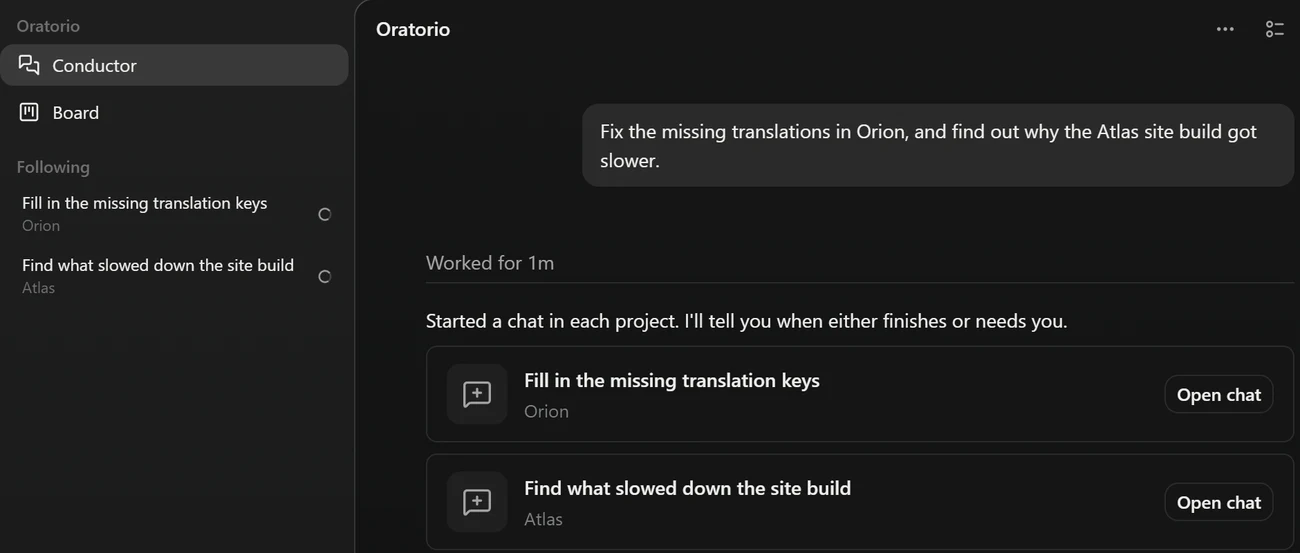 Oratorio
Conductor
Board
Following
Fill in the missing translation keys
Orion
Find what slowed down the site build
Atlas
Oratorio
Fix the missing translations in Orion, and find out why the Atlas site build got
slower.
Worked for 1m
Started a chat in each project. I'll tell you when either finishes or needs you.
Fill in the missing translation keys
Orion
Open chat
Find what slowed down the site build
Atlas
Open chat